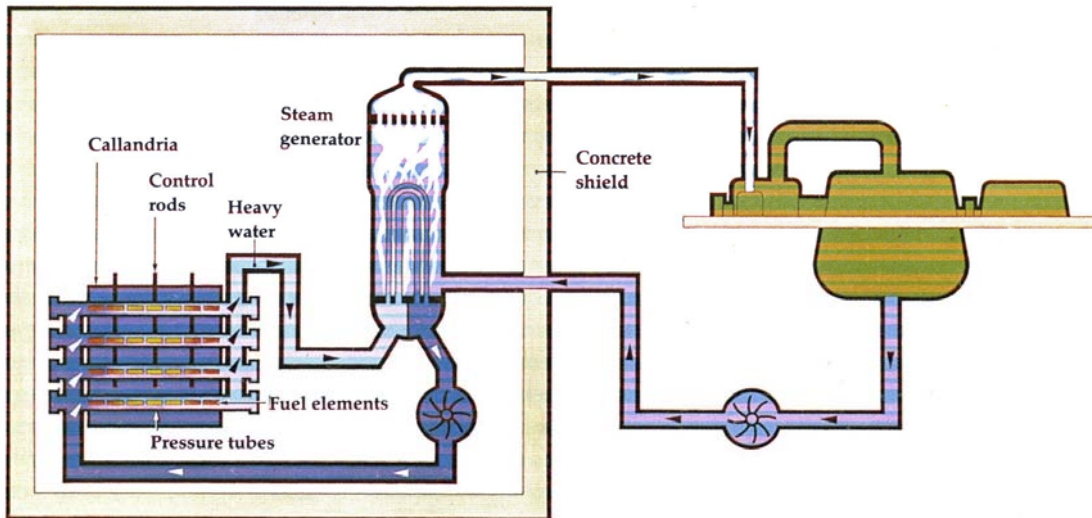 Steam
generator
Callandria
Control
rods
Heavy
water
Concrete
shield
Fuel elements
Pressure tubes